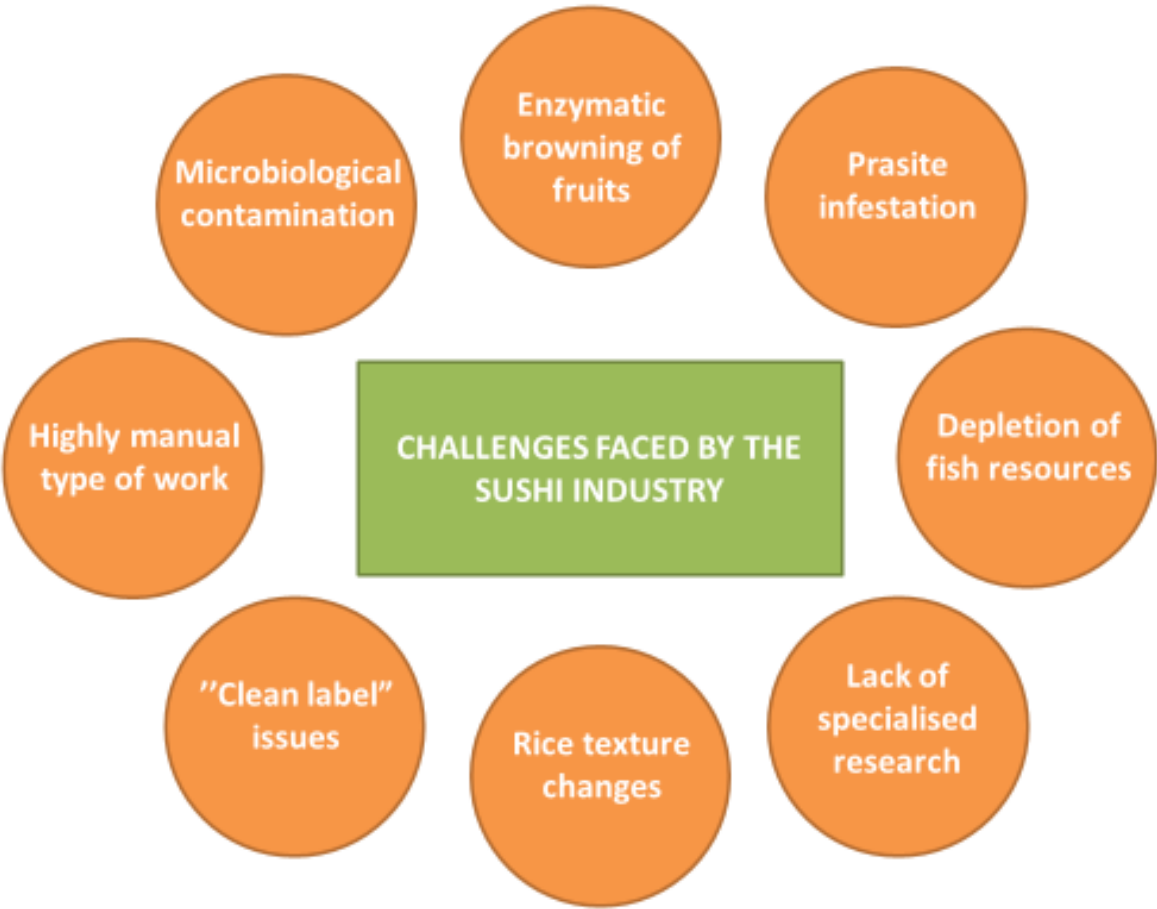 Enzymatic
browning of
fruits
Prasite
infestation
Depletion of
fish resources
Lack of
specialised
research
Rice texture
changes
’’Clean label”
issues
Highly manual
type of work
Microbiological
contamination
CHALLENGES FACED BY THE
SUSHI INDUSTRY